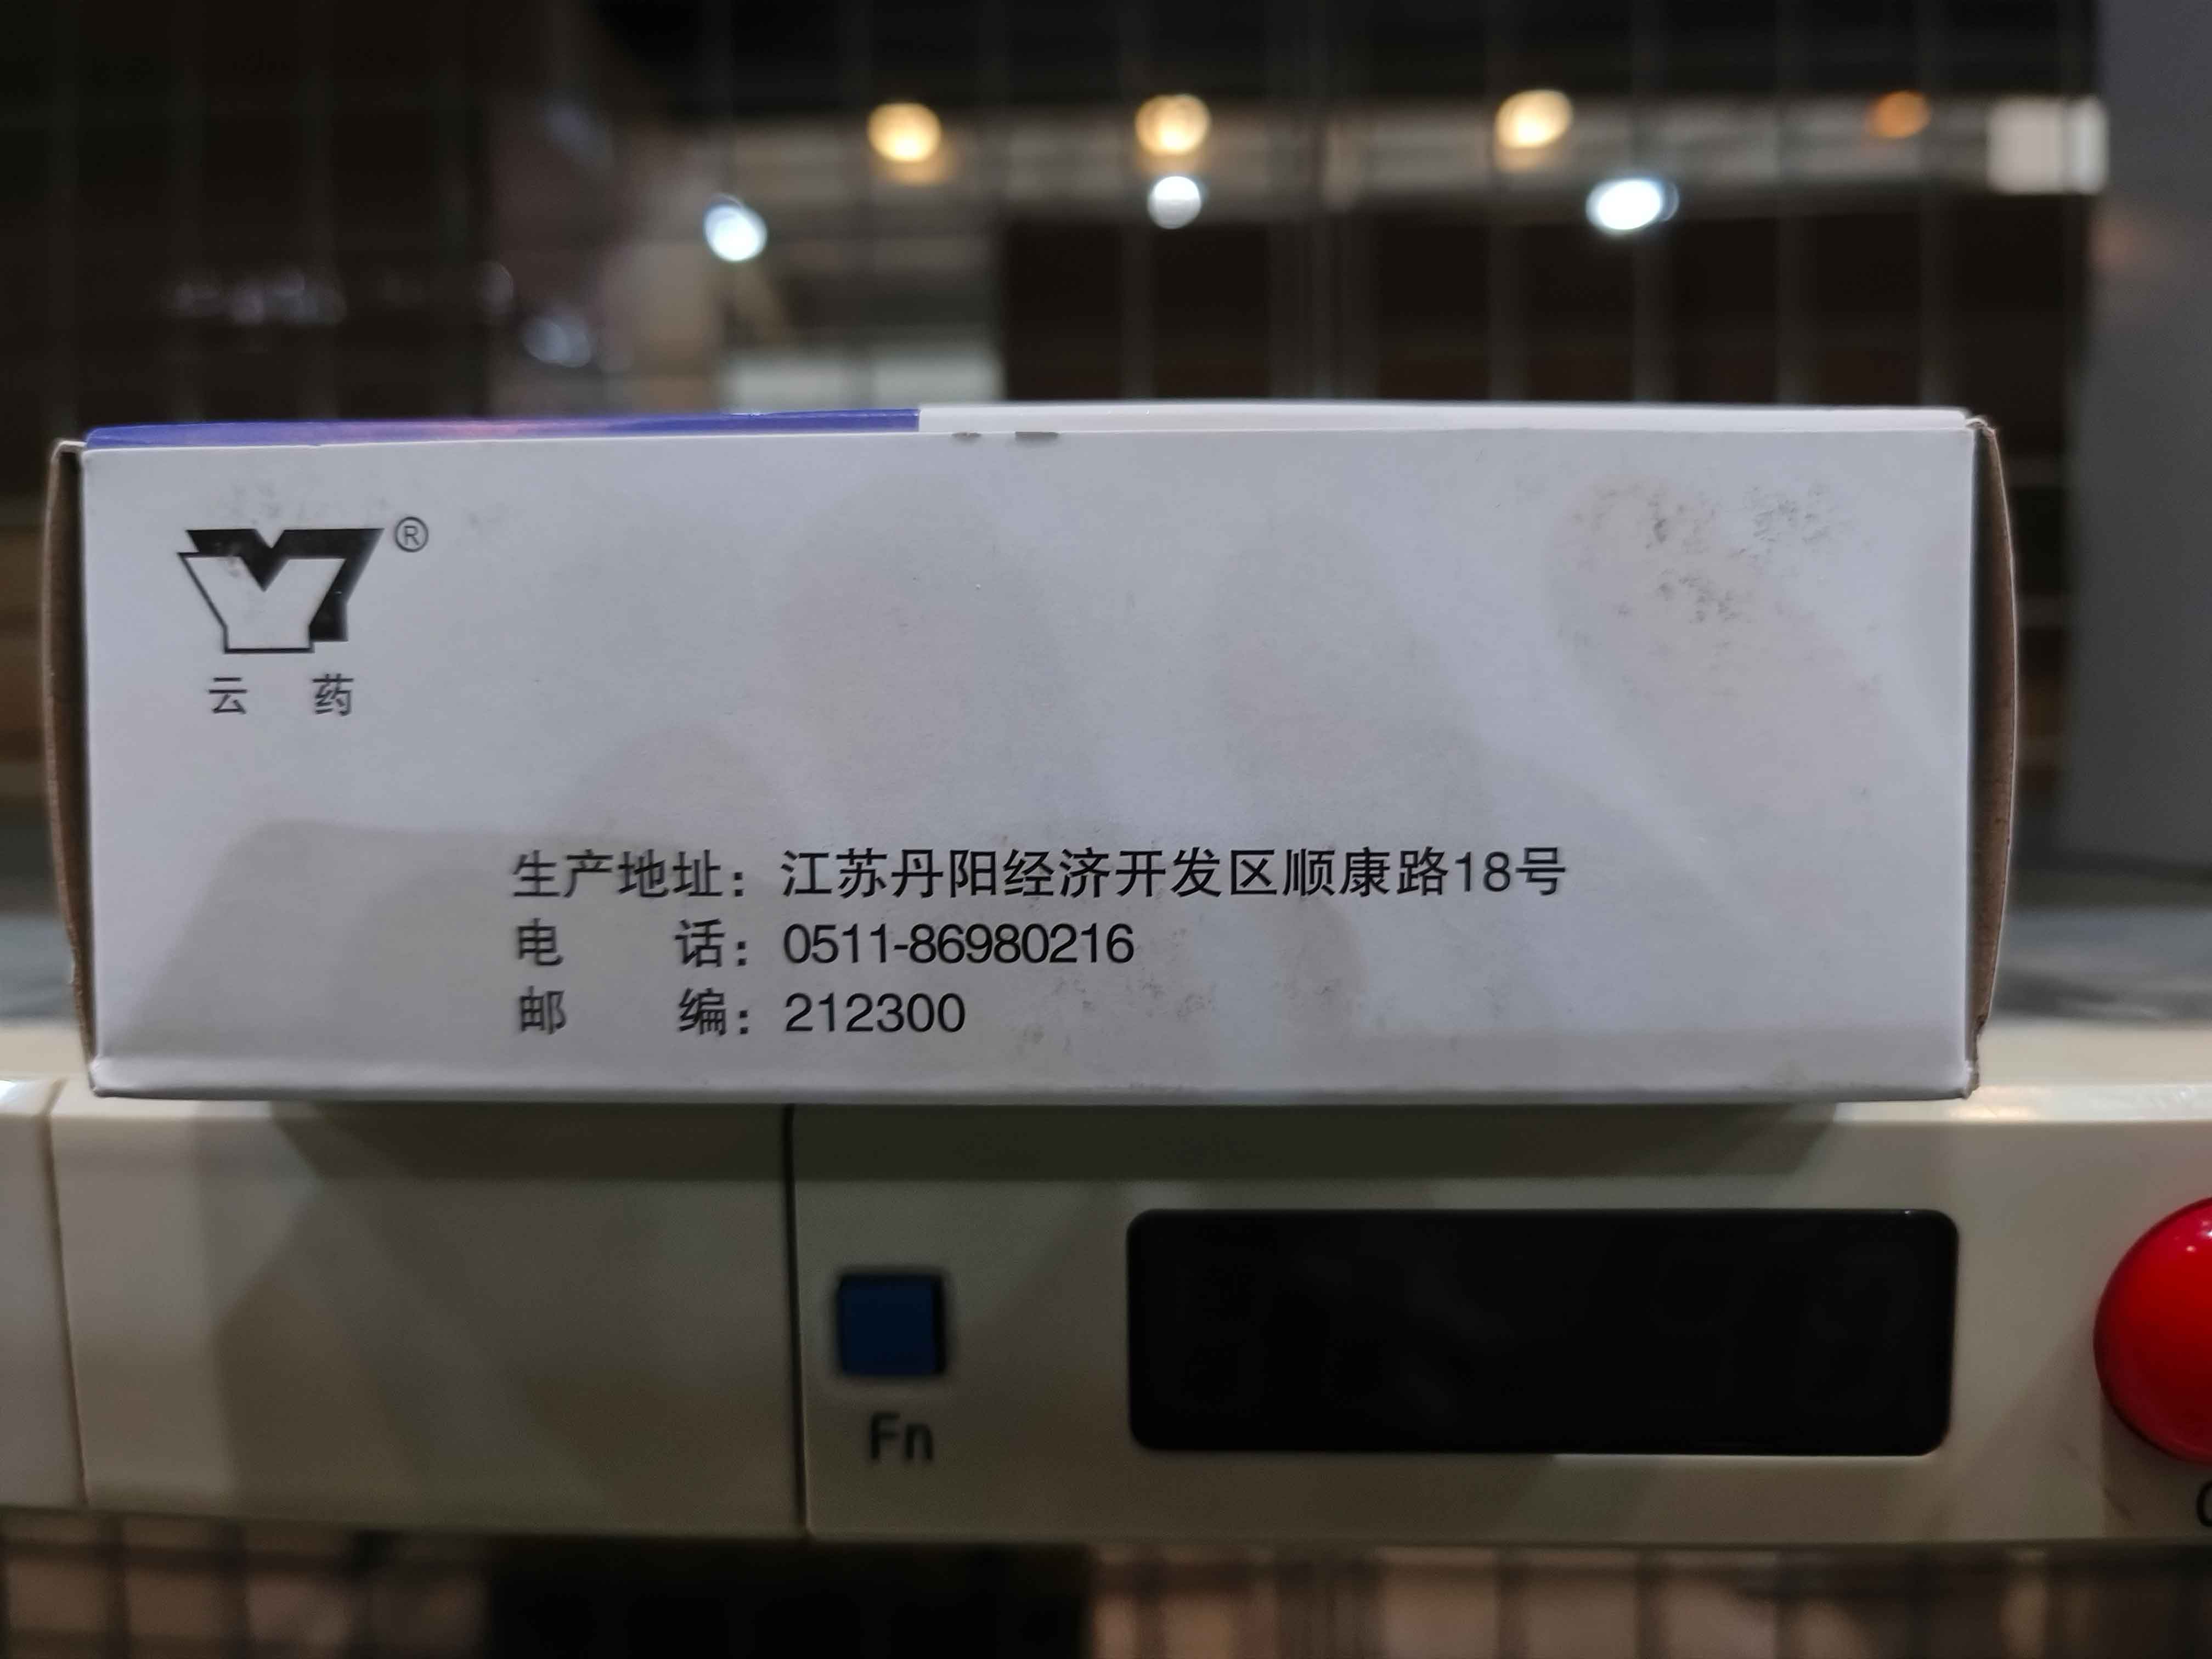 ®
云 药
生产地址：江苏丹阳经济开发区顺康路18号
电 话：0511-86980216
邮 编：212300
Fn